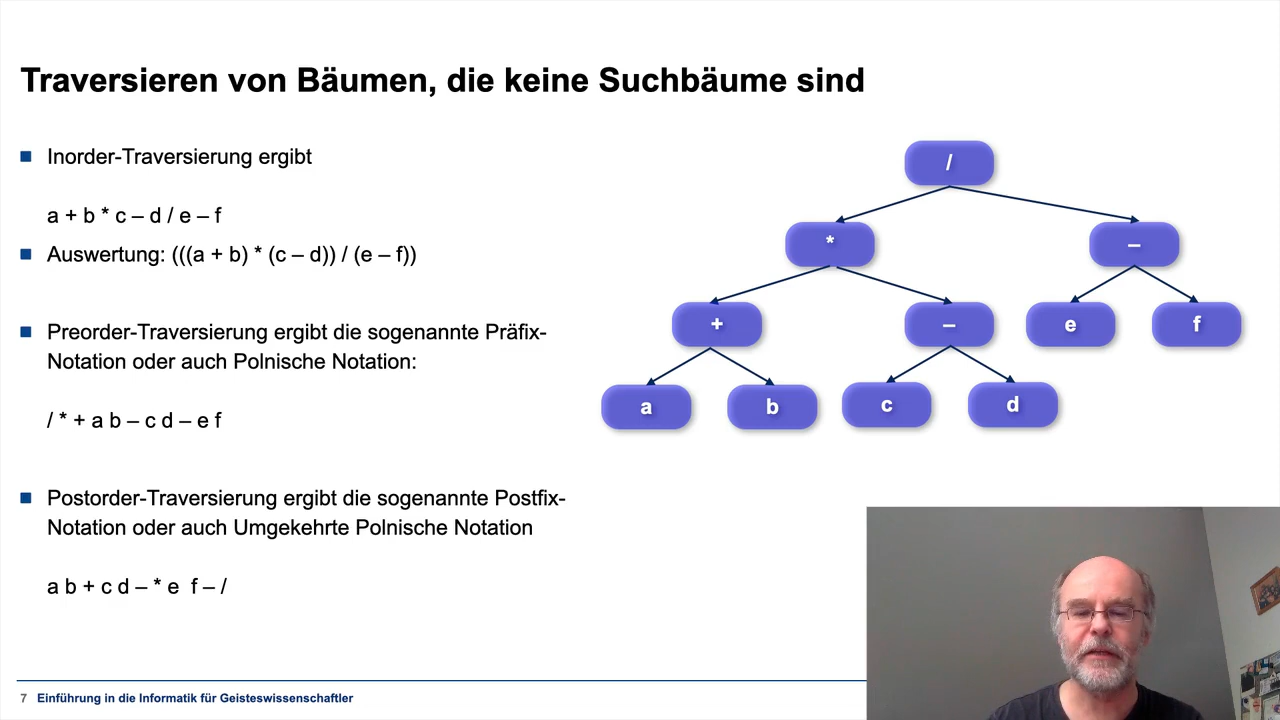 Traversieren von Bäumen, die keine Suchbäume sind
Inorder-Traversierung ergibt
a + b * c – d / e – f
Auswertung: (((a + b) * (c – d)) / (e – f))
Preorder-Traversierung ergibt die sogenannte Präfix-
Notation oder auch Polnische Notation:
/ * + a b – c d – e f
Postorder-Traversierung ergibt die sogenannte Postfix-
Notation oder auch Umgekehrte Polnische Notation
a b + c d – * e f – /
/
* –
+ – e f
a b c d
7 Einführung in die Informatik für Geisteswissenschaftler